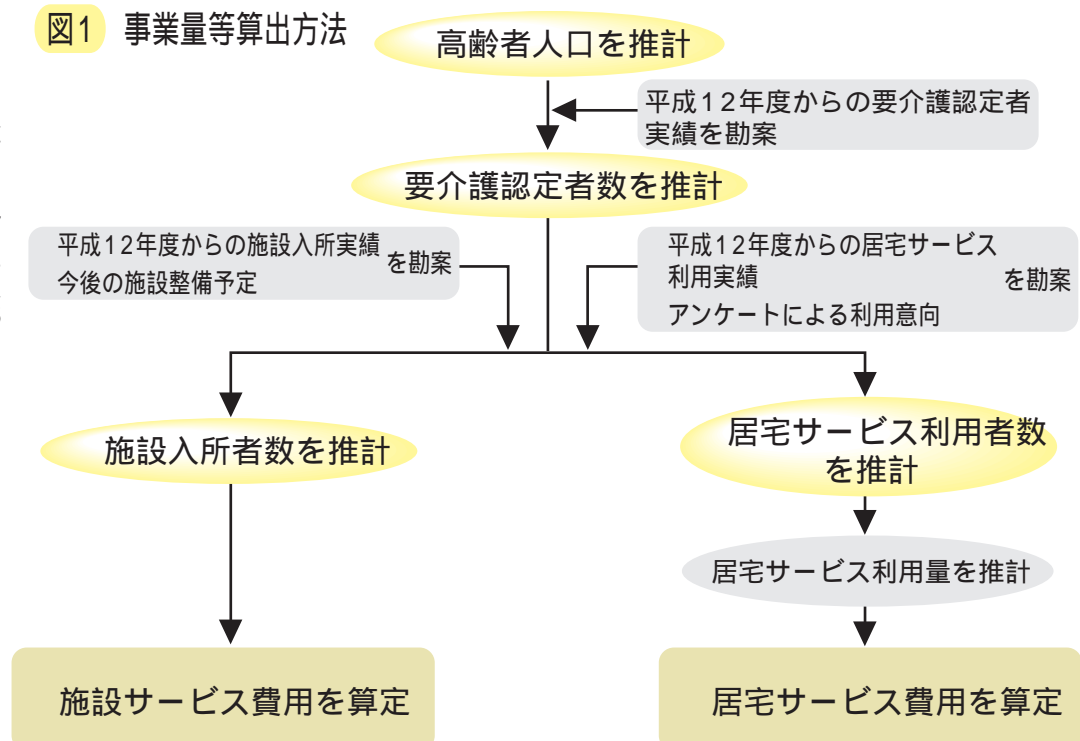 図1 事業量等算出方法
高齢者人口を推計
平成12年度からの要介護認定者
実績を勘案
要介護認定者数を推計
平成12年度からの施設入所実績
今後の施設整備予定
を勘案
平成12年度からの居宅サービス
利用実績
アンケートによる利用意向
を勘案
施設入所者数を推計
居宅サービス利用者数
を推計
居宅サービス利用量を推計
施設サービス費用を算定
居宅サービス費用を算定